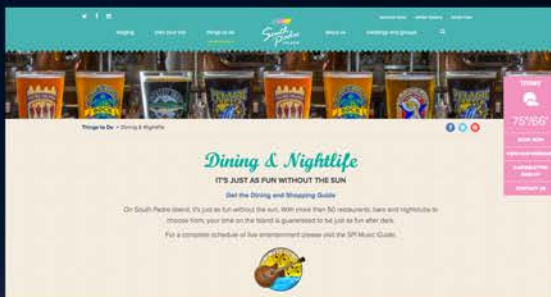 things to do
about us
weddings and groups
South Padre
ISLAND
TODAY
75°/66°
BOOK NOW
CONTACT US
Things to Do > Dining & Nightlife
Dining & Nightlife
IT'S JUST AS FUN WITHOUT THE SUN
Get the Dining and Shopping Guide
On South Padre Island, it's just as fun without the sun. With more than 50 restaurants, bars and nightclubs to
choose from, your time on the Island is guaranteed to be just as fun after dark.
For a complete schedule of live entertainment please visit the SPI Music Guide.